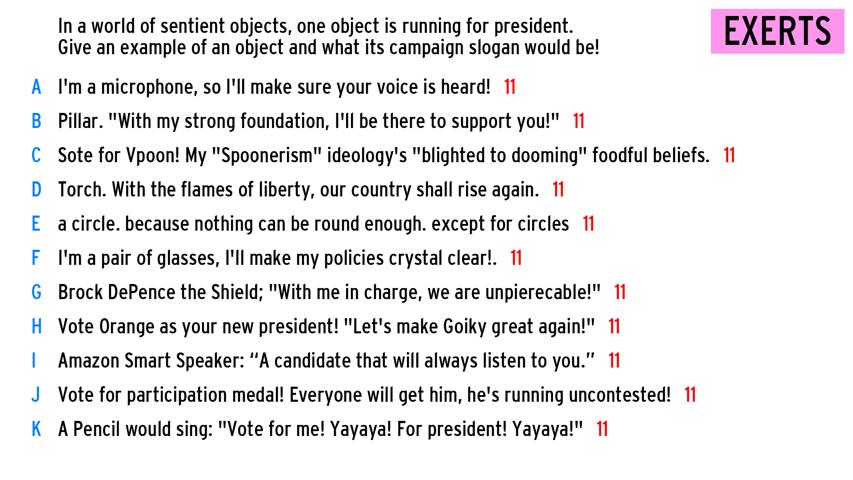 In a world of sentient objects, one object is running for president.
Give an example of an object and what its campaign slogan would be!
EXERTS
A I'm a microphone, so I'll make sure your voice is heard! 11
B Pillar. "With my strong foundation, I'll be there to support you!" 11
C Sote for Vpoon! My "Spoonerism" ideology's "blighted to dooming" foodful beliefs. 11
D Torch. With the flames of liberty, our country shall rise again. 11
E a circle. because nothing can be round enough. except for circles 11
F I'm a pair of glasses, I'll make my policies crystal clear!. 11
G Brock DePence the Shield; "With me in charge, we are unpierecable!" 11
H Vote Orange as your new president! "Let's make Goiky great again!" 11
I Amazon Smart Speaker: “A candidate that will always listen to you.” 11
J Vote for participation medal! Everyone will get him, he's running uncontested! 11
K A Pencil would sing: "Vote for me! Yayaya! For president! Yayaya!" 11